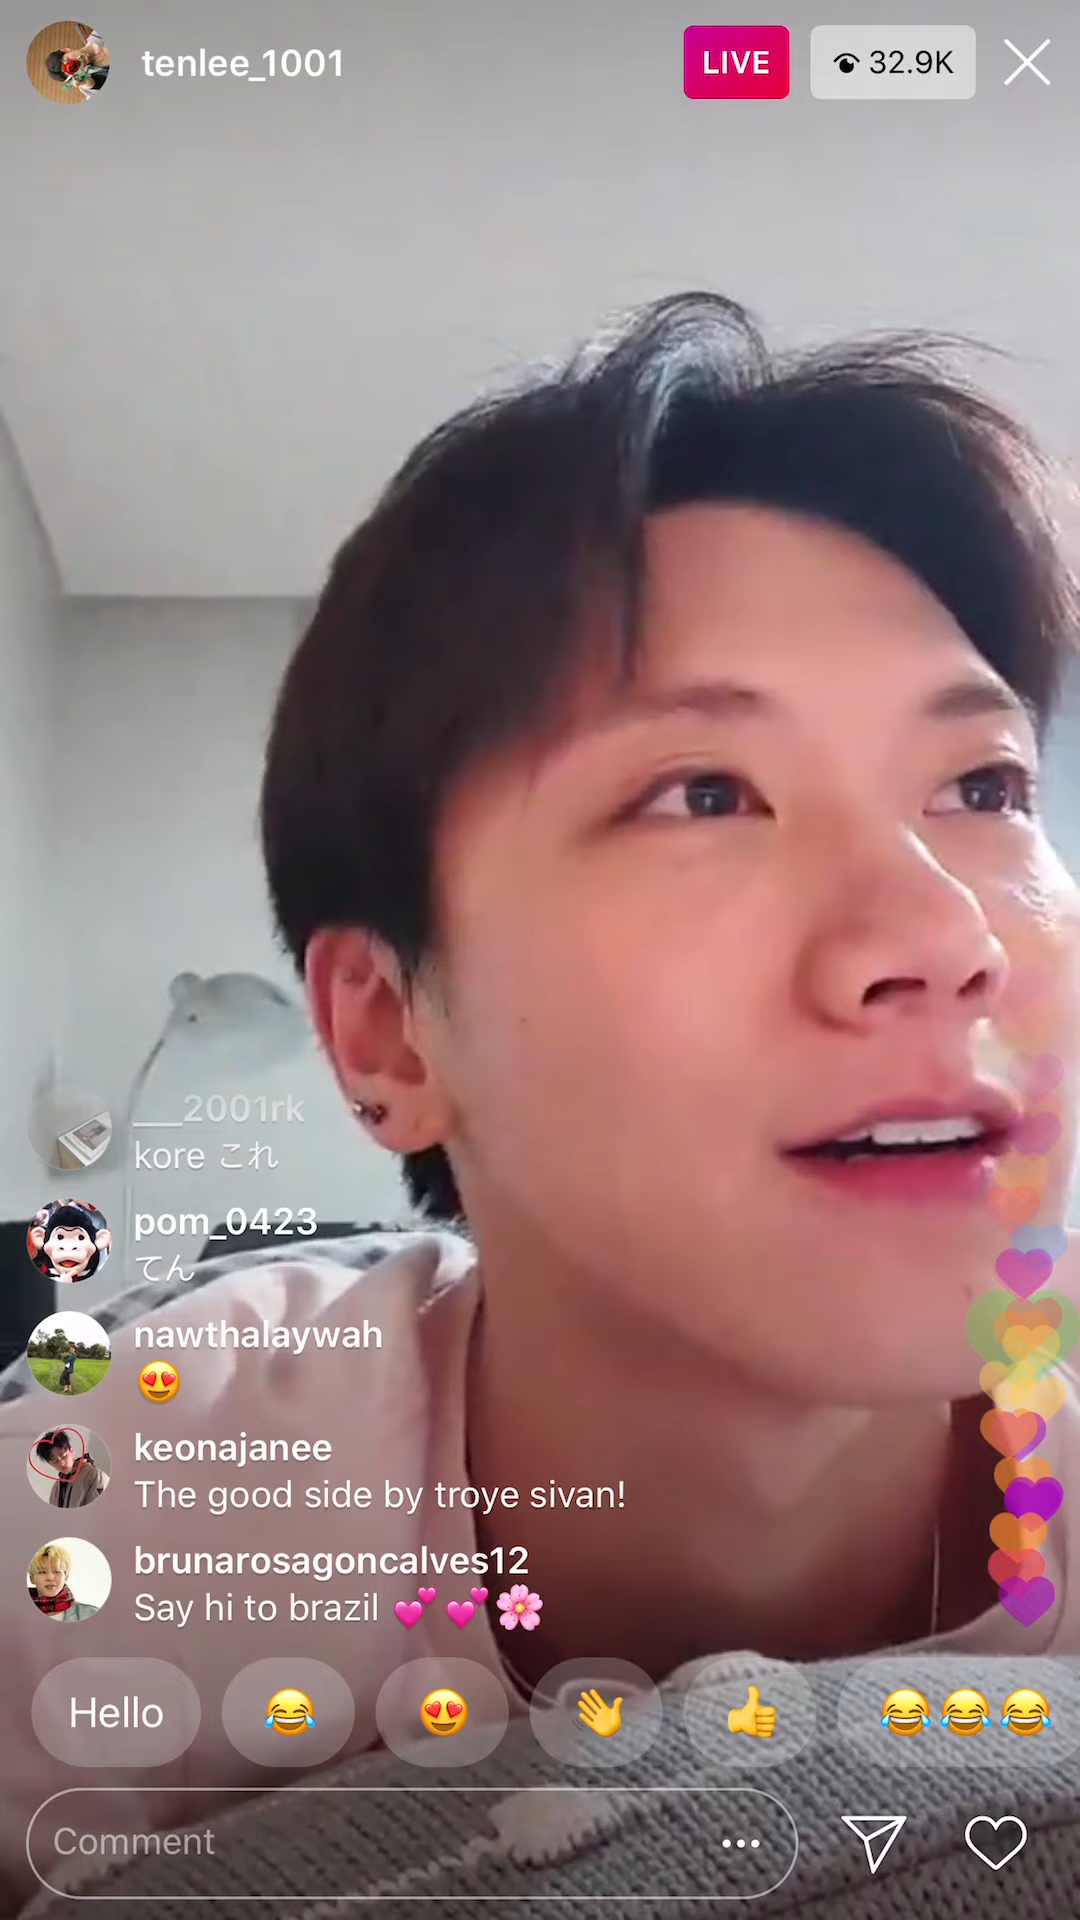 tenlee_1001
LIVE
32.9K
__2001rk
kore これ
pom_0423
てん
nawthalaywah
😍
keonajanee
The good side by troye sivan!
brunarosagoncalves12
Say hi to brazil 💕 💕 🌸
Hello 😂 😍 👋 👍 😂 😂 😂
Comment